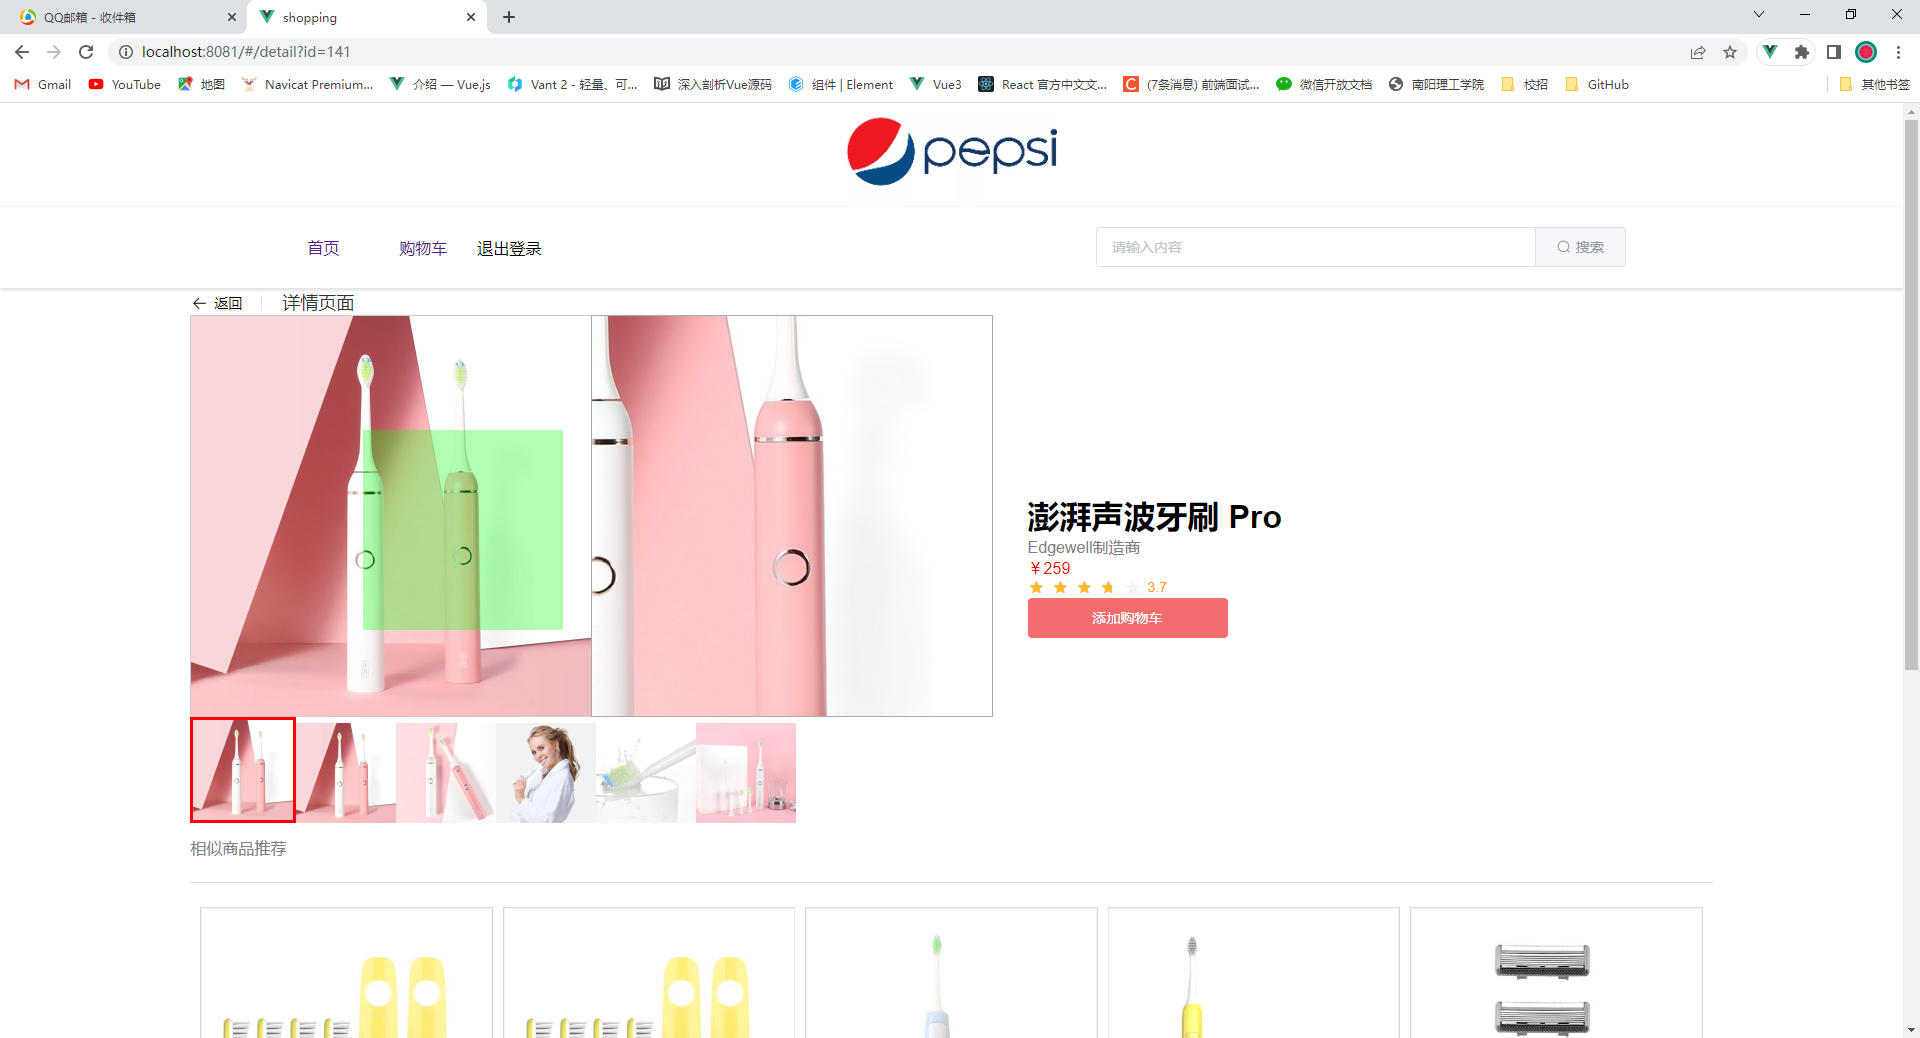 QQ邮箱 - 收件箱
shopping
localhost:8081/#/detail?id=141
Gmail YouTube 地图 Navicat Premium... 介绍 — Vue.js Vant 2 - 轻量、可... 深入剖析Vue源码 组件 | Element Vue3 React 官方中文文... (7条消息) 前端面试... 微信开放文档 南阳理工学院 校招 GitHub 其他书签
pepsi
首页 购物车 退出登录 请输入内容 搜索
返回 详情页面
澎湃声波牙刷 Pro
Edgewell制造商
¥259
3.7
添加购物车
相似商品推荐